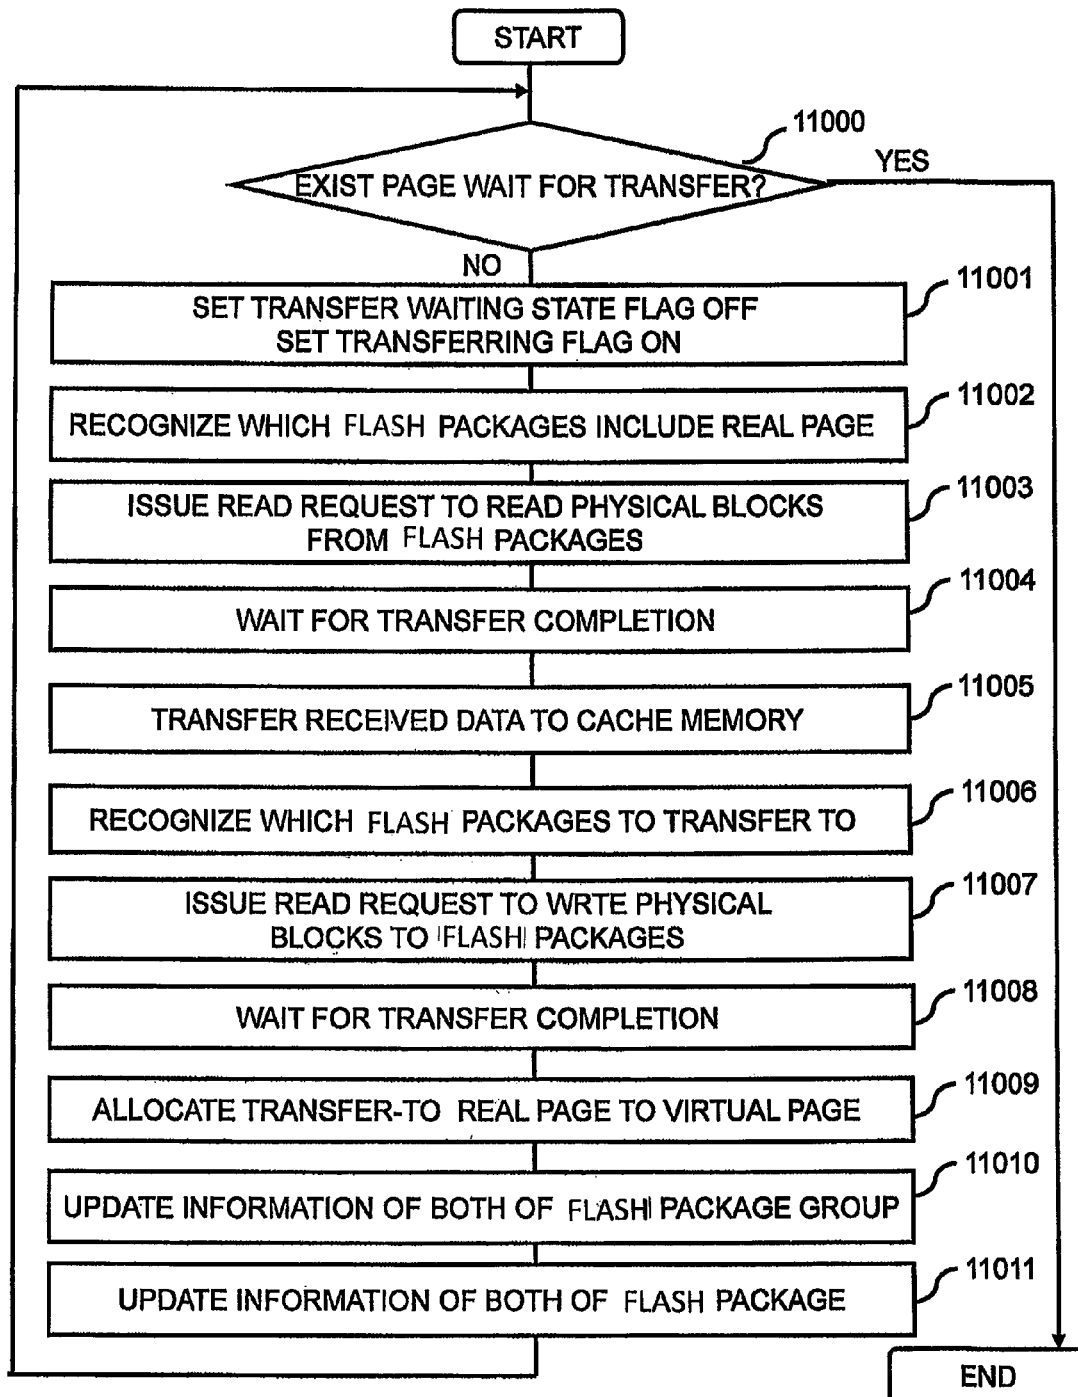 START
11000
EXIST PAGE WAIT FOR TRANSFER?
YES
NO
11001
SET TRANSFER WAITING STATE FLAG OFF
SET TRANSFERRING FLAG ON
11002
RECOGNIZE WHICH FLASH PACKAGES INCLUDE REAL PAGE
11003
ISSUE READ REQUEST TO READ PHYSICAL BLOCKS
FROM FLASH PACKAGES
11004
WAIT FOR TRANSFER COMPLETION
11005
TRANSFER RECEIVED DATA TO CACHE MEMORY
11006
RECOGNIZE WHICH FLASH PACKAGES TO TRANSFER TO
11007
ISSUE READ REQUEST TO WRTE PHYSICAL
BLOCKS TO FLASH PACKAGES
11008
WAIT FOR TRANSFER COMPLETION
11009
ALLOCATE TRANSFER-TO REAL PAGE TO VIRTUAL PAGE
11010
UPDATE INFORMATION OF BOTH OF FLASH PACKAGE GROUP
11011
UPDATE INFORMATION OF BOTH OF FLASH PACKAGE
END